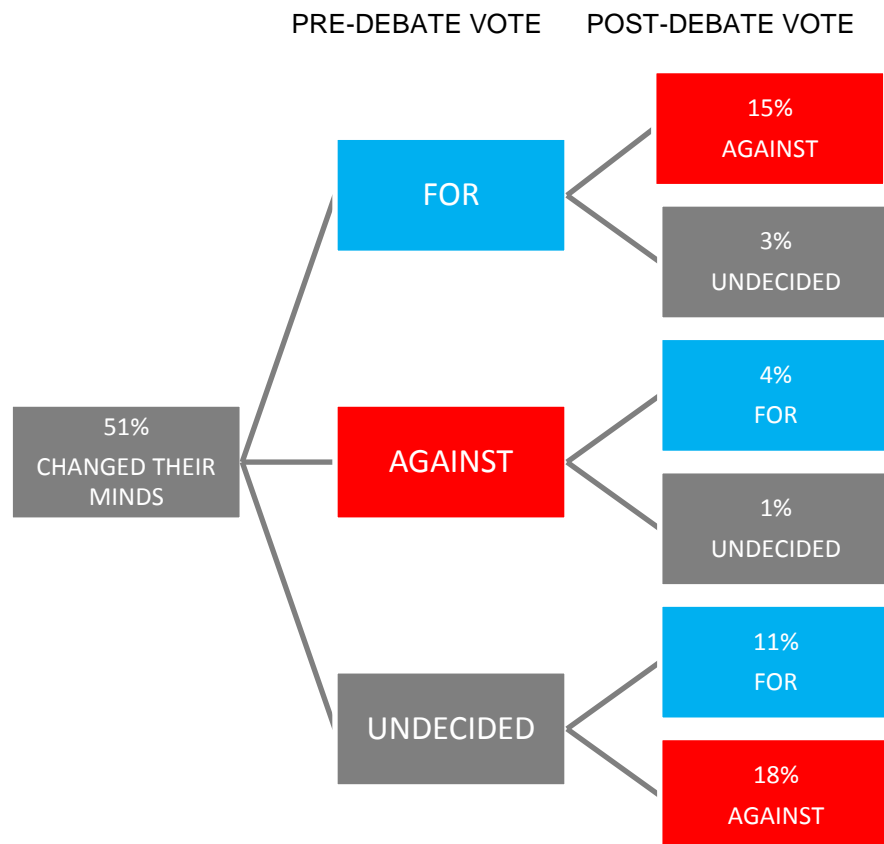 PRE-DEBATE VOTE POST-DEBATE VOTE
15%
AGAINST
FOR
3%
UNDECIDED
4%
FOR
51%
CHANGED THEIR
MINDS
AGAINST
1%
UNDECIDED
11%
FOR
UNDECIDED
18%
AGAINST